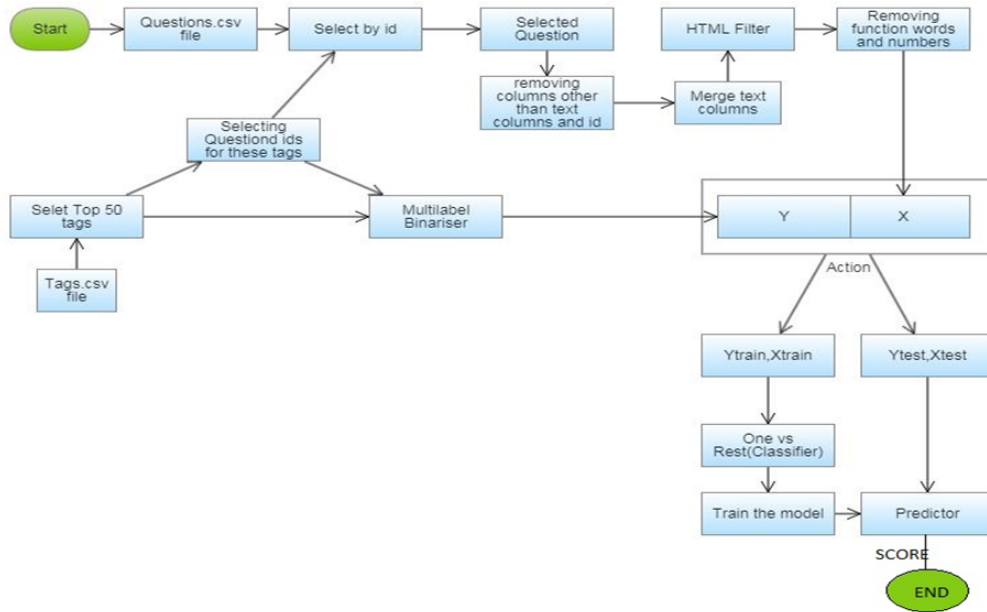 Start
Questions.csv
file
Select by id
Selected
Question
HTML Filter
Removing
function words
and numbers
removing
columns other
than text
columns and id
Merge text
columns
Selecting
Questiond ids
for these tags
Selet Top 50
tags
Multilabel
Binariser
Y
X
Tags.csv
file
Action
Ytrain,Xtrain
Ytest,Xtest
One vs
Rest(Classifier)
Train the model
Predictor
SCORE
END